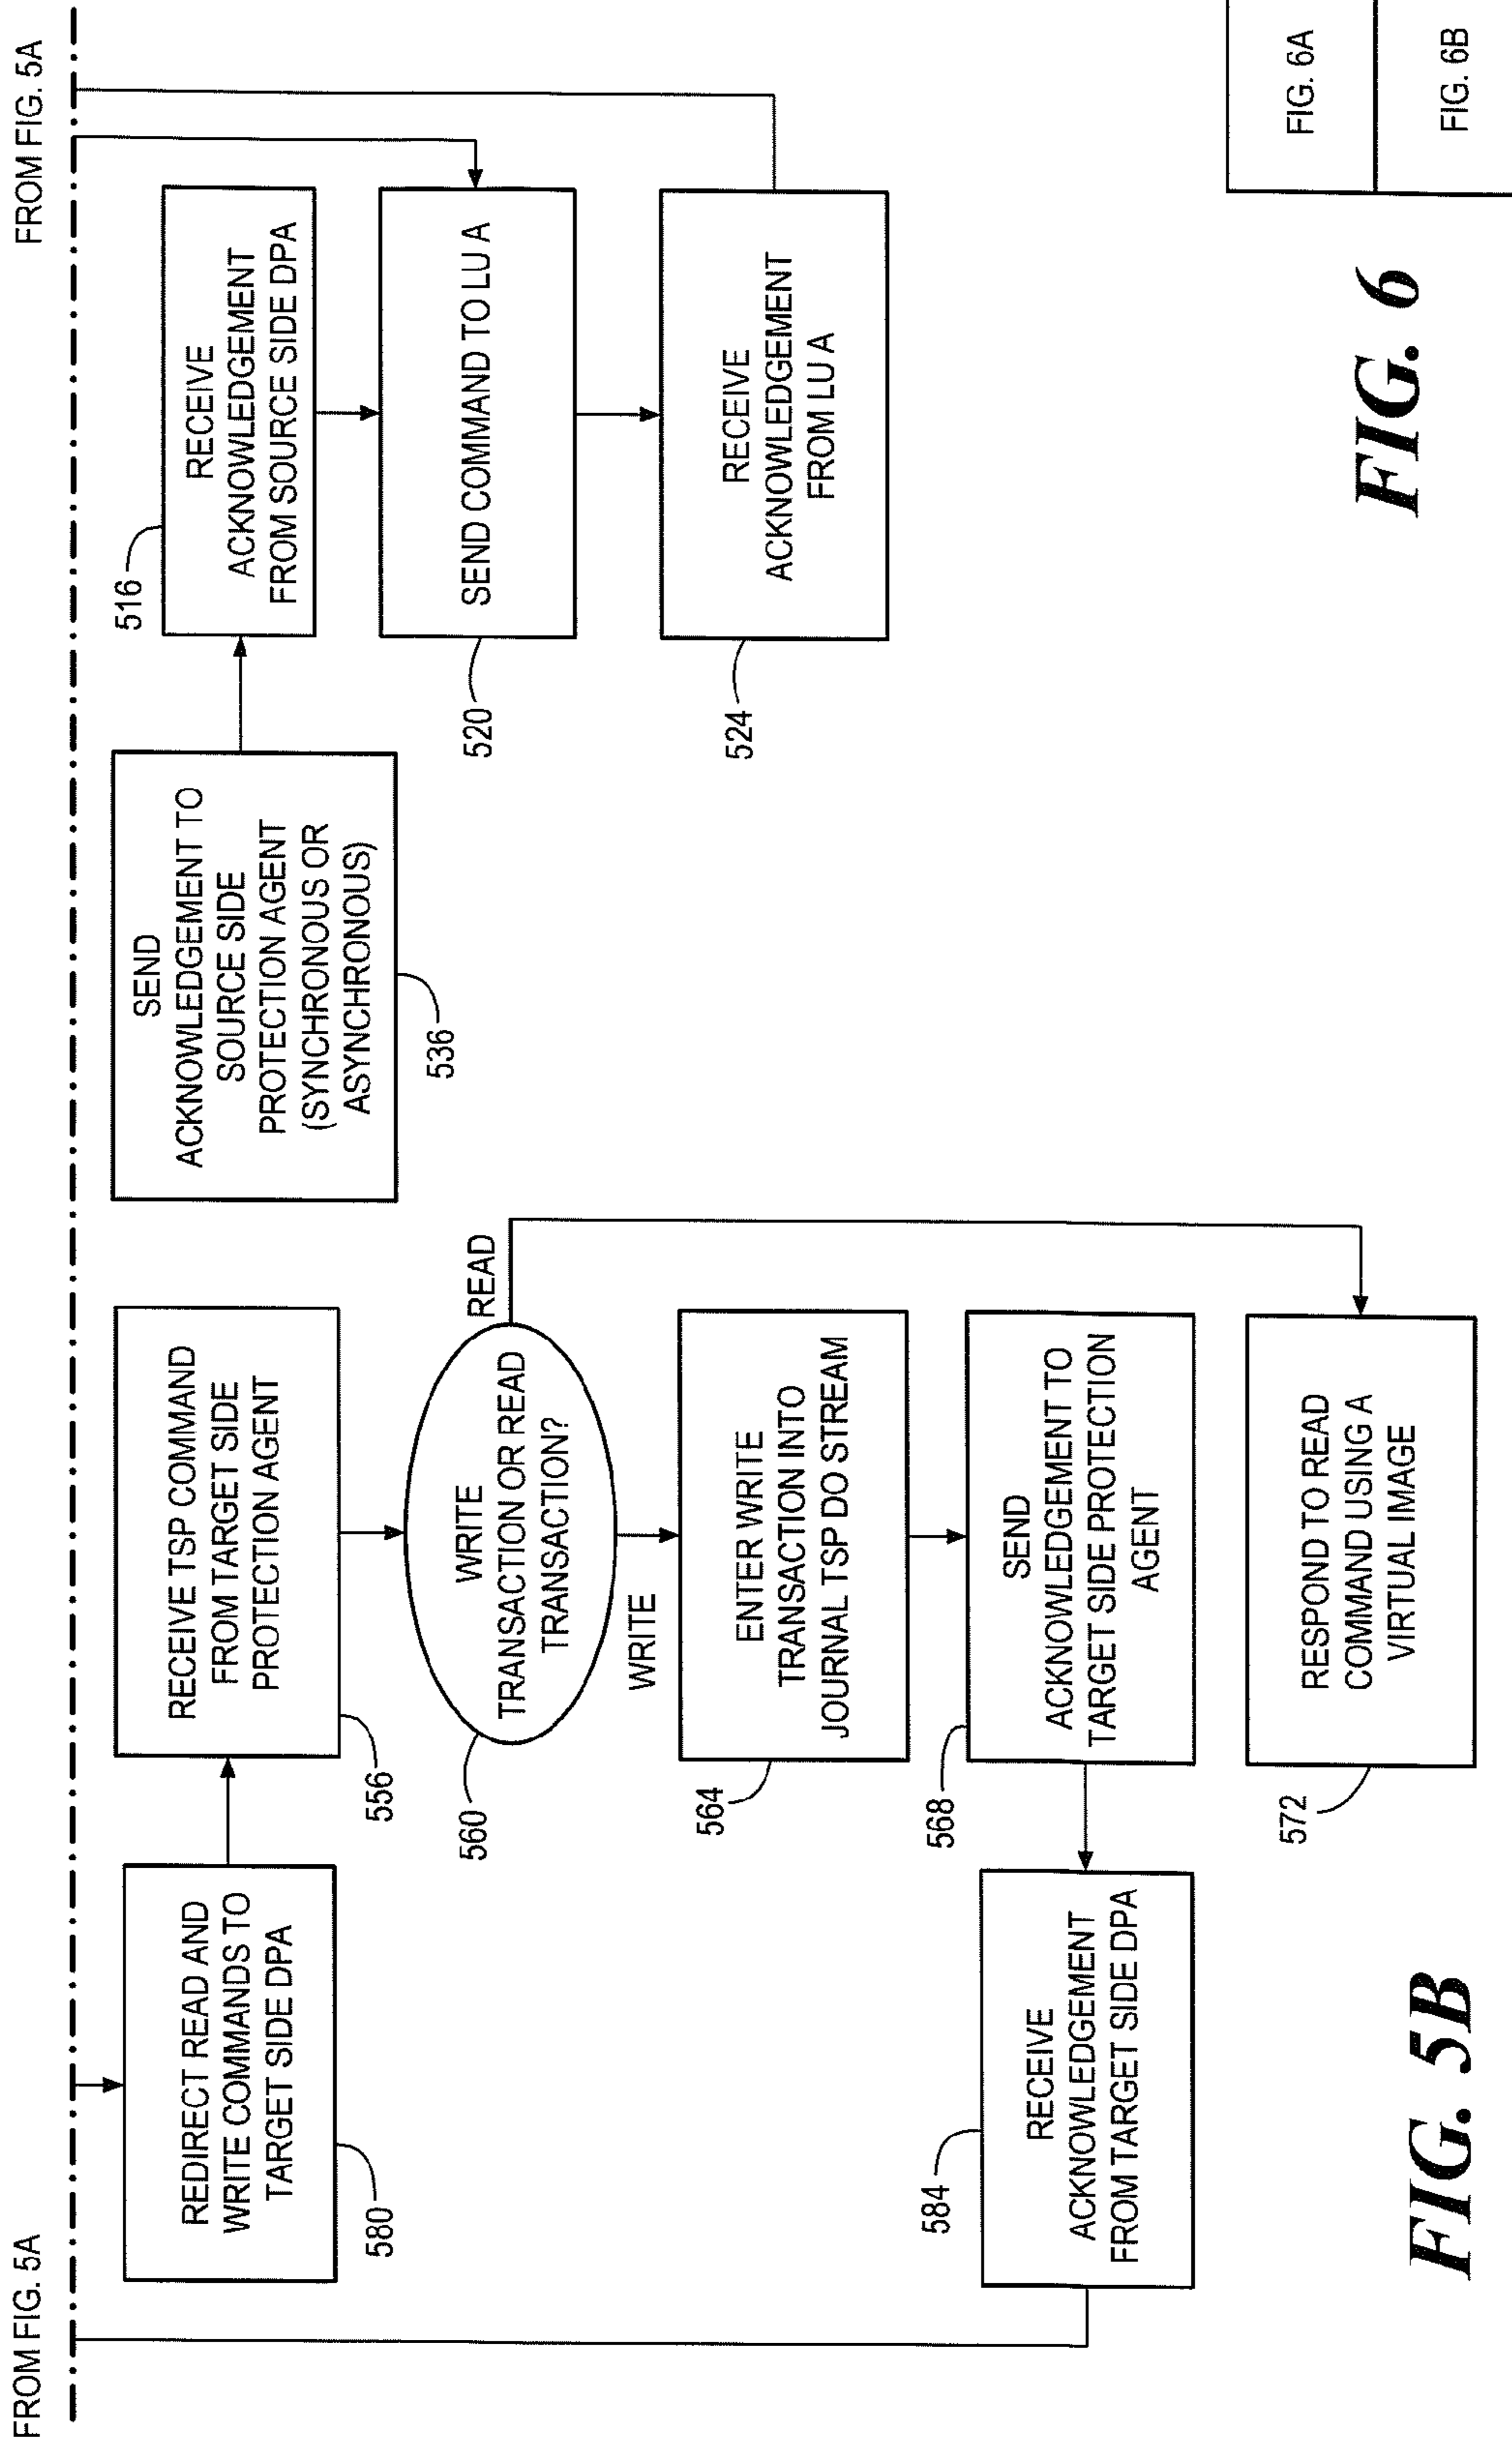 FROM FIG. 5A
FROM FIG. 5A
REDIRECT READ AND
WRITE COMMANDS TO
TARGET SIDE DPA
580
RECEIVE TSP COMMAND
FROM TARGET SIDE
PROTECTION AGENT
556
WRITE
TRANSACTION OR READ
TRANSACTION?
560
READ
WRITE
ENTER WRITE
TRANSACTION INTO
JOURNAL TSP DO STREAM
564
SEND
ACKNOWLEDGEMENT TO
TARGET SIDE PROTECTION
AGENT
568
RECEIVE
ACKNOWLEDGEMENT
FROM TARGET SIDE DPA
584
RESPOND TO READ
COMMAND USING A
VIRTUAL IMAGE
572
SEND
ACKNOWLEDGEMENT TO
SOURCE SIDE
PROTECTION AGENT
(SYNCHRONOUS OR
ASYNCHRONOUS)
536
RECEIVE
ACKNOWLEDGEMENT
FROM SOURCE SIDE DPA
516
SEND COMMAND TO LU A
520
RECEIVE
ACKNOWLEDGEMENT
FROM LU A
524
FIG. 5B
FIG. 6
FIG. 6A
FIG. 6B